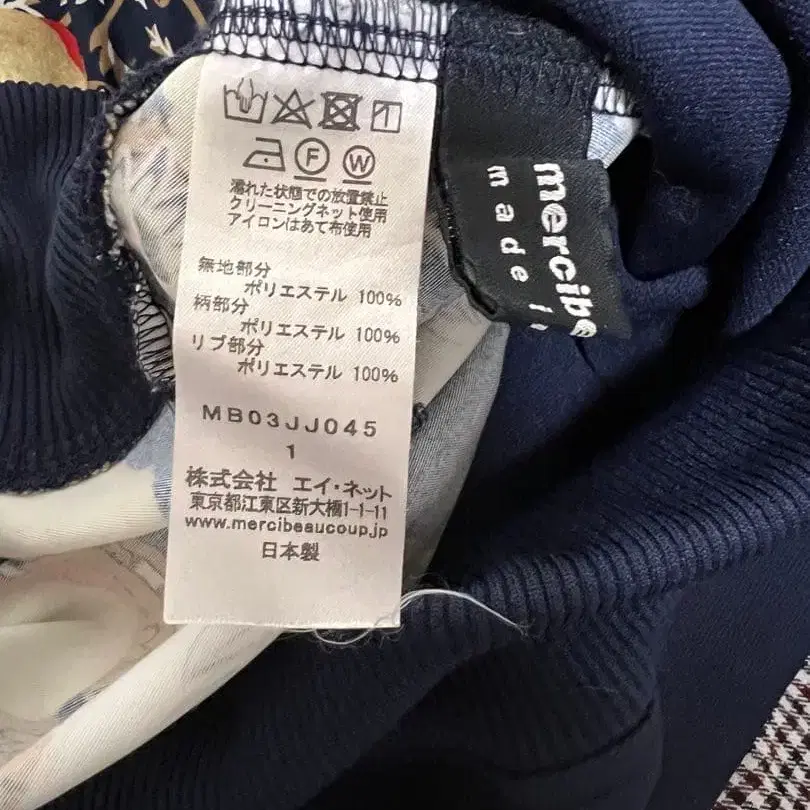 F W
濡れた状態での放置禁止
クリーニングネット使用
アイロンはあて布使用
無地部分
ポリエステル 100%
柄部分
ポリエステル 100%
リブ部分
ポリエステル 100%
MB03JJ045
1
株式会社 エイ・ネット
東京都江東区新大橋1-1-11
www.mercibeaucoup.jp
日本製
mercibe
made i